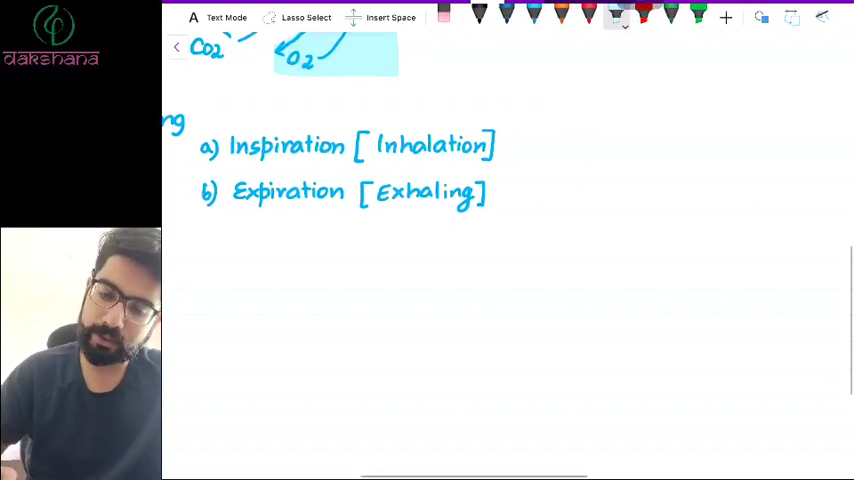 Text Mode Lasso Select Insert Space
dakshana
CO2
O2
ng
a) Inspiration [Inhalation]
b) Expiration [Exhaling]